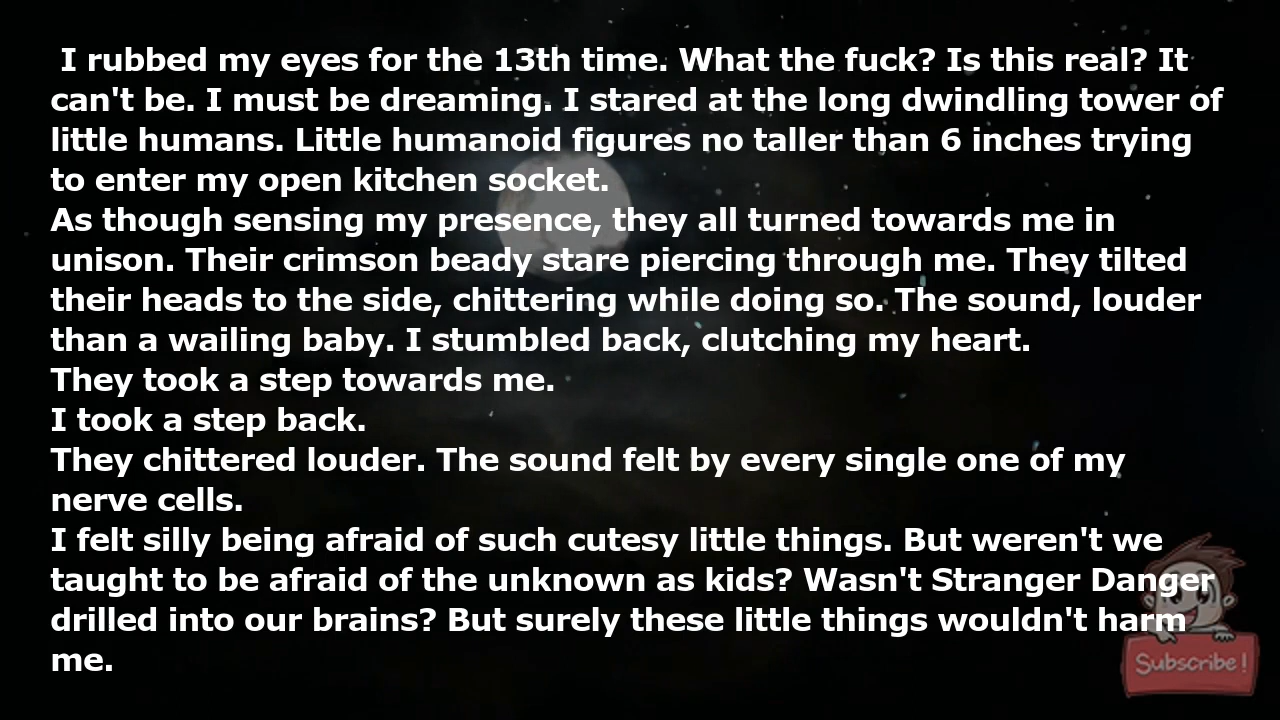 I rubbed my eyes for the 13th time. What the fuck? Is this real? It
can't be. I must be dreaming. I stared at the long dwindling tower of
little humans. Little humanoid figures no taller than 6 inches trying
to enter my open kitchen socket.
As though sensing my presence, they all turned towards me in
unison. Their crimson beady stare piercing through me. They tilted
their heads to the side, chittering while doing so. The sound, louder
than a wailing baby. I stumbled back, clutching my heart.
They took a step towards me.
I took a step back.
They chittered louder. The sound felt by every single one of my
nerve cells.
I felt silly being afraid of such cutesy little things. But weren't we
taught to be afraid of the unknown as kids? Wasn't Stranger Danger
drilled into our brains? But surely these little things wouldn't harm
me.
Subscribe!